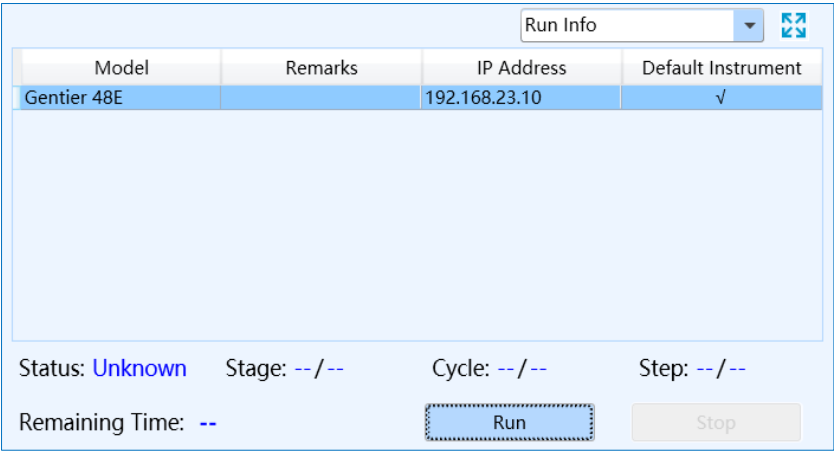 Run Info
Model Remarks IP Address Default Instrument
Gentier 48E 192.168.23.10 √
Status: Unknown Stage: --/-- Cycle: --/-- Step: --/--
Remaining Time: -- Run Stop